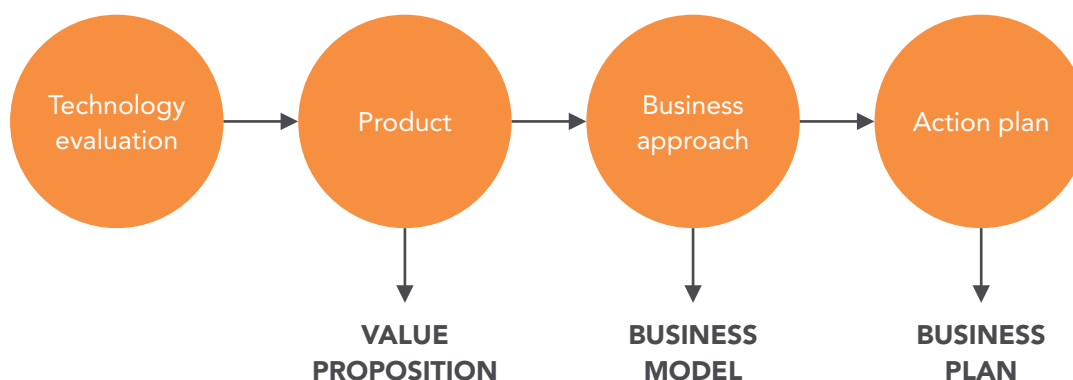 Technology
evaluation
Product
Business
approach
Action plan
VALUE
PROPOSITION
BUSINESS
MODEL
BUSINESS
PLAN